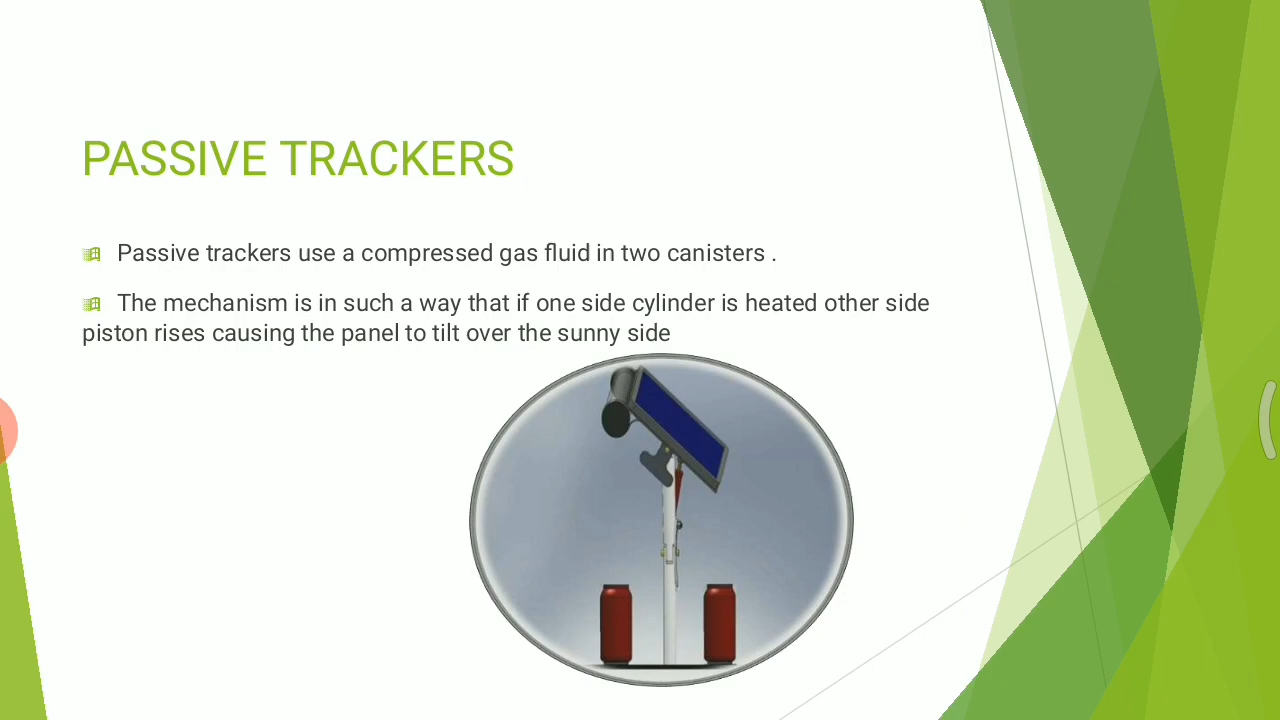 PASSIVE TRACKERS
Passive trackers use a compressed gas fluid in two canisters .
The mechanism is in such a way that if one side cylinder is heated other side
piston rises causing the panel to tilt over the sunny side